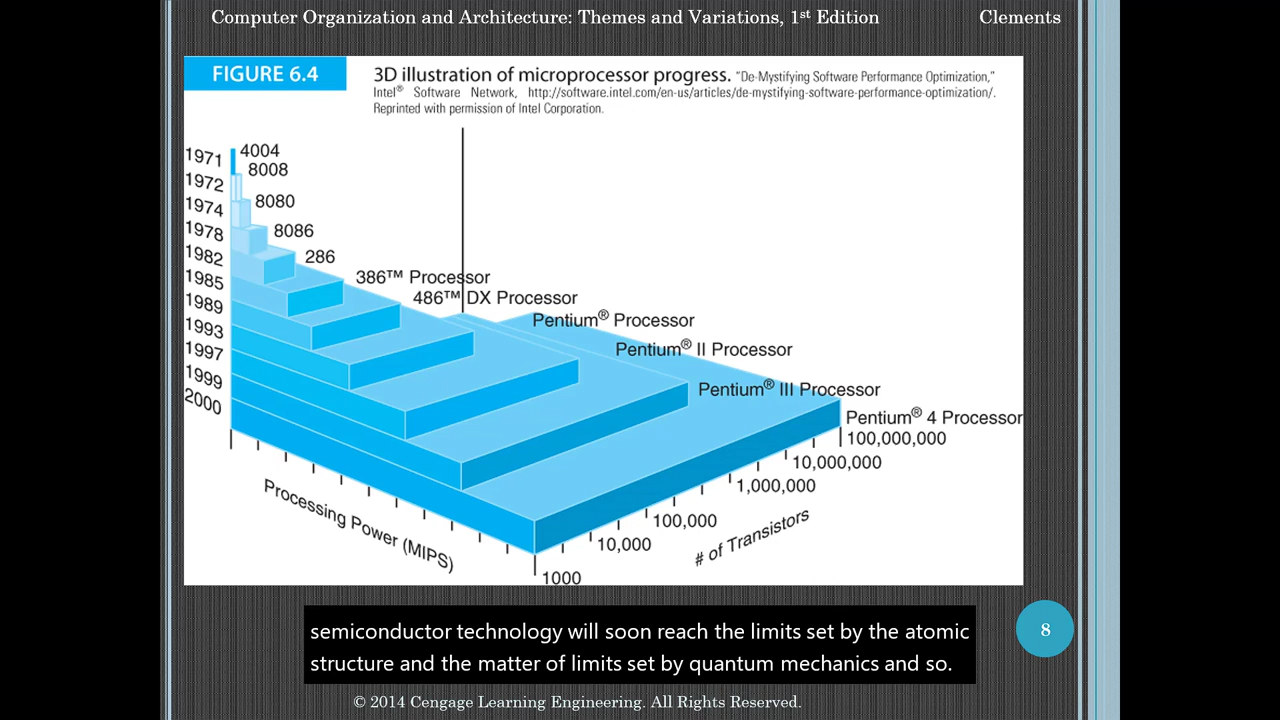 Computer Organization and Architecture: Themes and Variations, 1st Edition Clements
FIGURE 6.4
3D illustration of microprocessor progress. "De-Mystifying Software Performance Optimization,"
Intel® Software Network, http://software.intel.com/en-us/articles/de-mystifying-software-performance-optimization/.
Reprinted with permission of Intel Corporation.
1971
4004
8008
1972
8080
1974
8086
1978
286
1982
386™ Processor
1985
486™ DX Processor
1989
Pentium® Processor
1993
Pentium® II Processor
1997
Pentium® III Processor
1999
2000
Pentium® 4 Processor
100,000,000
10,000,000
1,000,000
100,000
10,000
1000
Processing Power (MIPS)
# of Transistors
semiconductor technology will soon reach the limits set by the atomic
structure and the matter of limits set by quantum mechanics and so.
8
© 2014 Cengage Learning Engineering. All Rights Reserved.